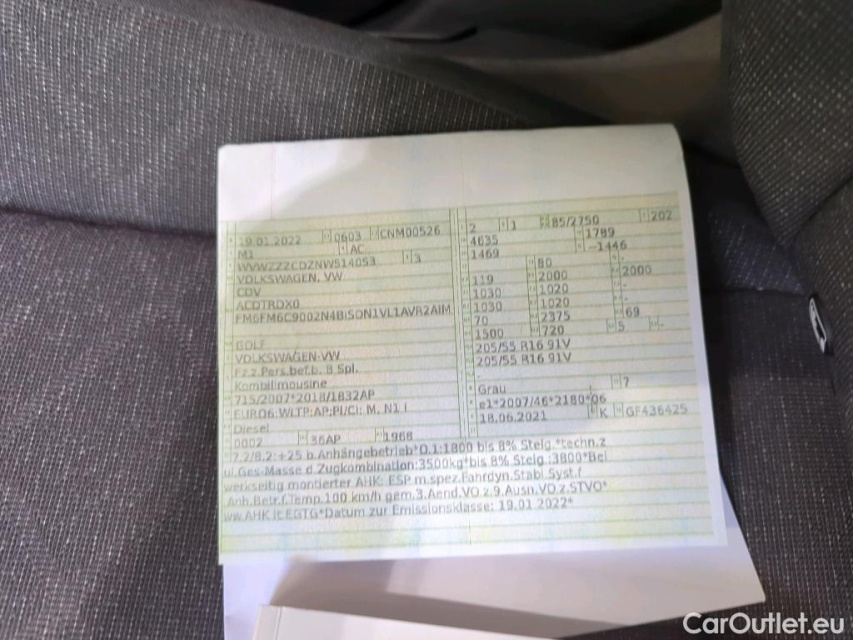 19.01.2022 0603 CNM00526 2 1 85/2750 202
M1 AC 4635 1789
WVWZZZCDZNW514053 3 1469 -1446
VOLKSWAGEN, VW - 80 -
CDV 119 2000 2000
ACDTRDX0 1030 1020 -
FM6FM6C9002N4BJSON1VL1AVR2AIM 1030 1020 -
70 2375 69
GOLF 1500 720 5 -
VOLKSWAGEN-VW 205/55 R16 91V
Fz.z.Pers.bef.b. 8 Spl. 205/55 R16 91V
Kombilimousine -
715/2007*2018/1832AP Grau 7
EURO6;WLTP;AP;PI/CI; M, N1 I e1*2007/46*2180*06
Diesel 18.06.2021 K GF436425
0002 36AP 1968
*7.2/8.2:+25 b.Anhängebetrieb*O.1:1800 bis 8% Steig.*techn.z
ul.Ges-Masse d.Zugkombination:3500kg*bis 8% Steig.:3800*Bei
werkseitig montierter AHK: ESP m.spez.Fahrdyn.Stabi.Syst.f
.Anh.Betr.f.Temp.100 km/h gem.3.Aend.VO z.9.Ausn.VO z.STVO*
ww.AHK lt.EGTG*Datum zur Emissionsklasse: 19.01.2022*
CarOutlet.eu